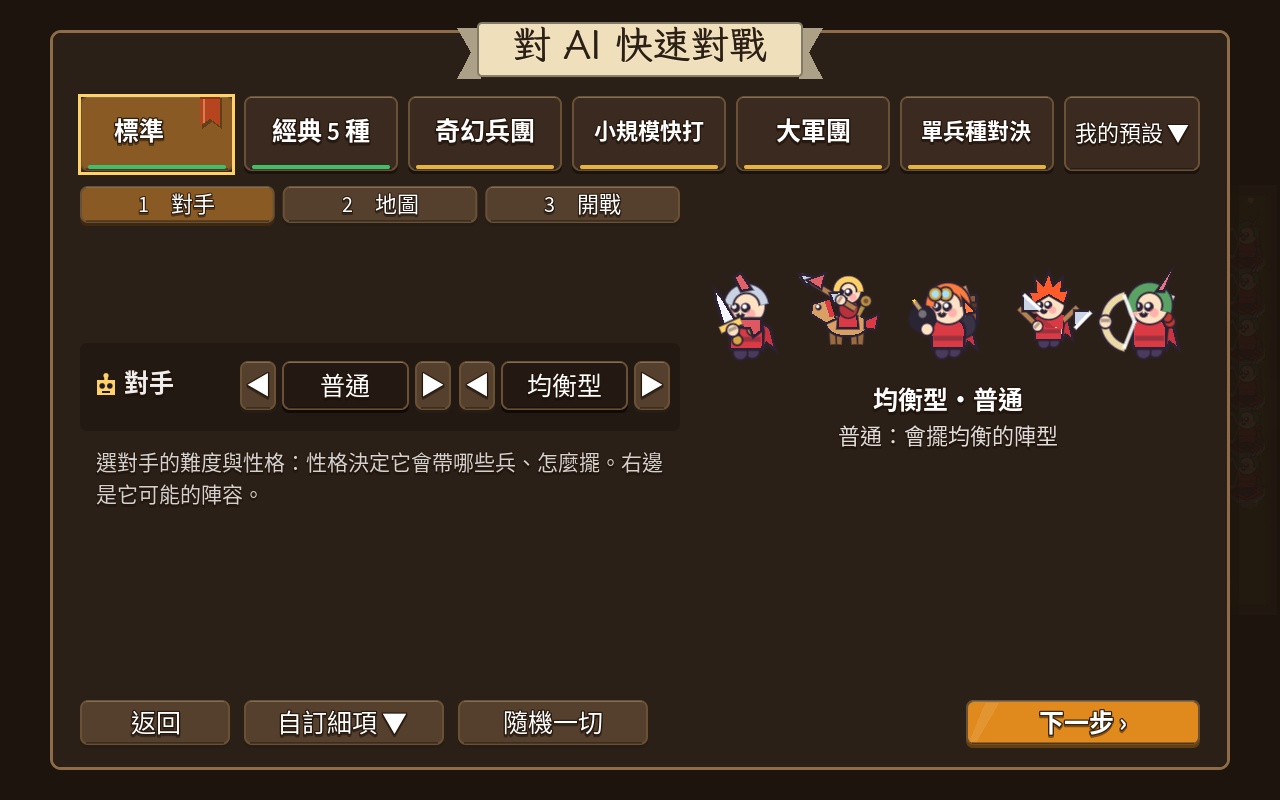 對 AI 快速對戰
標準
經典 5 種
奇幻兵團
小規模快打
大軍團
單兵種對決
我的預設▼
1 對手
2 地圖
3 開戰
對手
◀ 普通 ▶
◀ 均衡型 ▶
選對手的難度與性格：性格決定它會帶哪些兵、怎麼擺。右邊
是它可能的陣容。
均衡型・普通
普通：會擺均衡的陣型
返回
自訂細項▼
隨機一切
下一步 ›